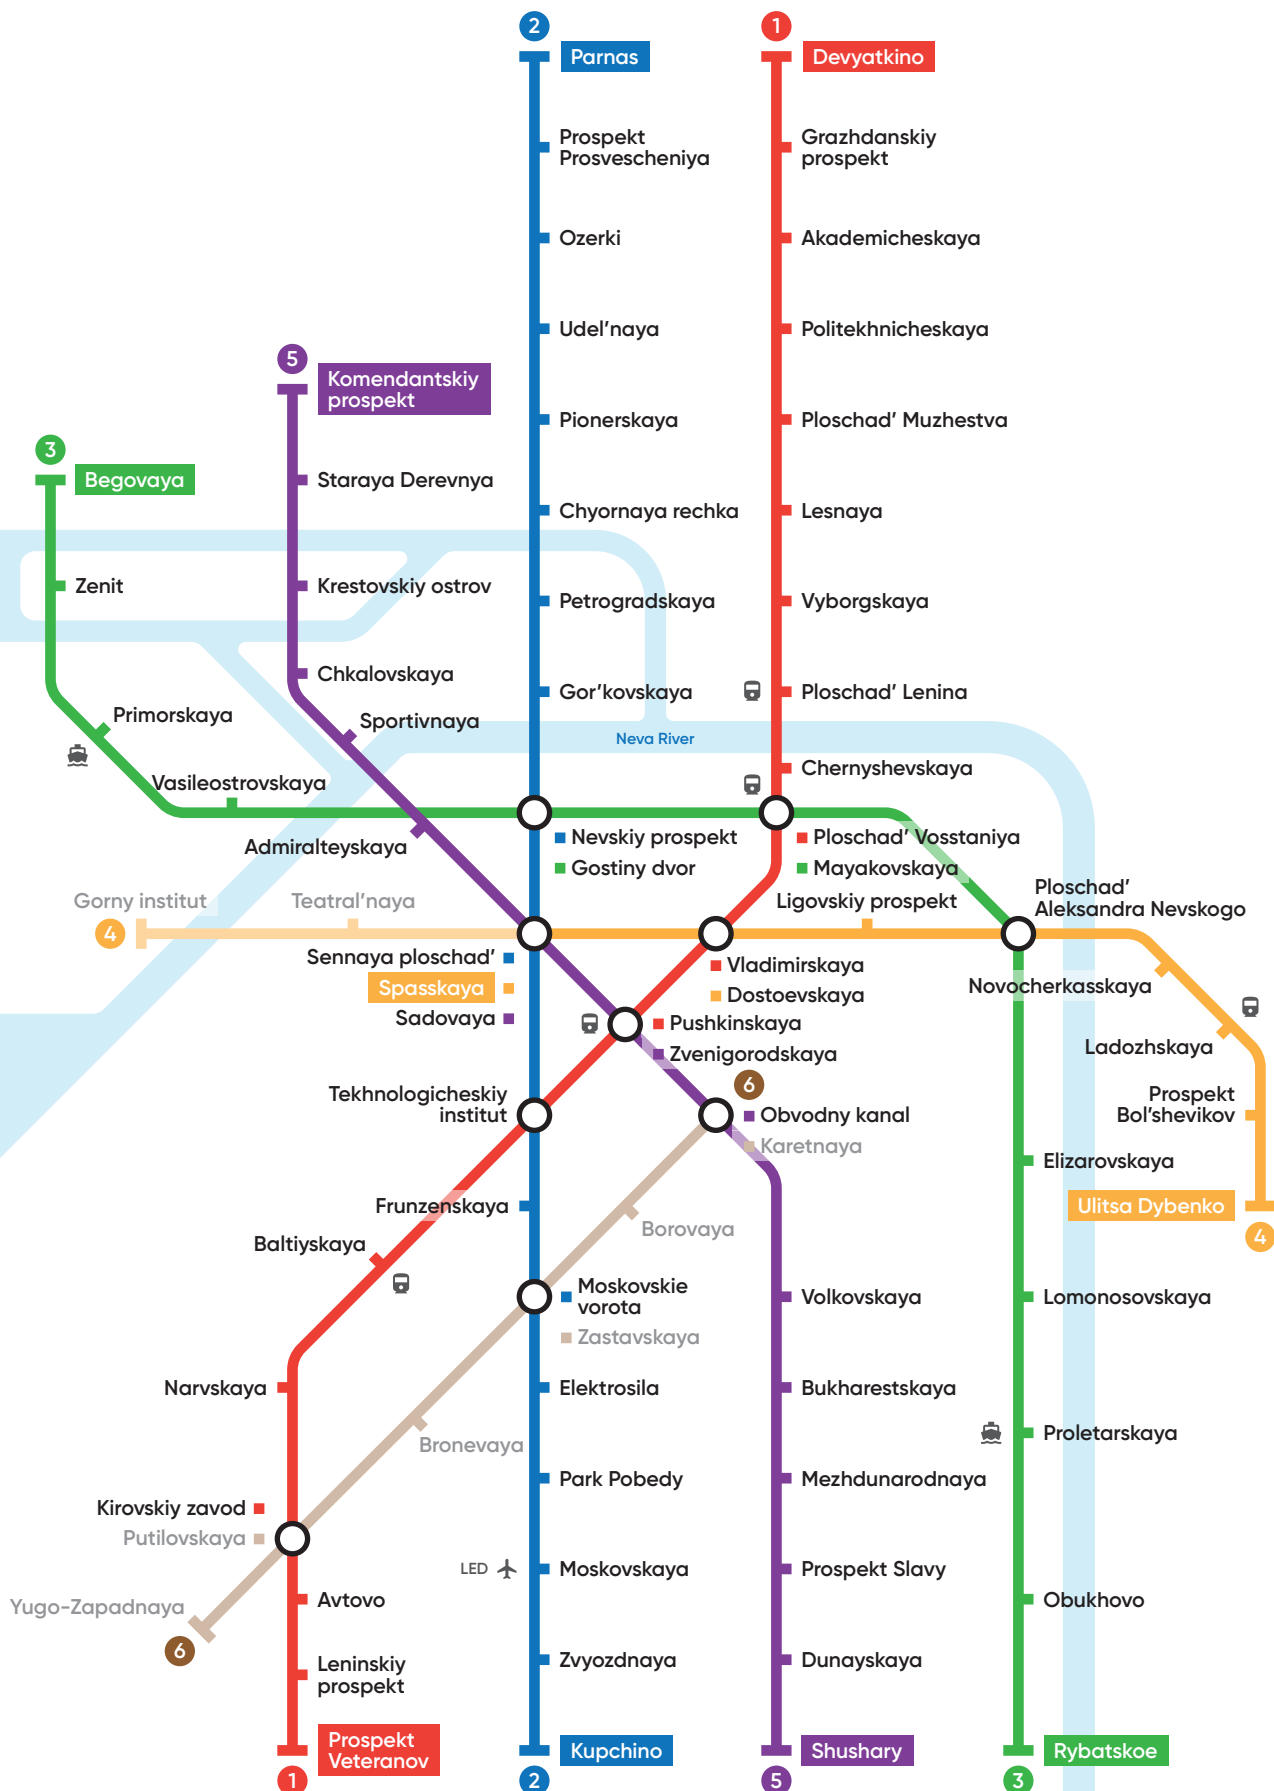 2
1
Parnas
Devyatkino
Prospekt
Prosvescheniya
Grazhdanskiy
prospekt
Ozerki
Akademicheskaya
Udel'naya
Politekhnicheskaya
5
Komendantskiy
prospekt
Pionerskaya
Ploschad' Muzhestva
3
Begovaya
Staraya Derevnya
Chyornaya rechka
Lesnaya
Zenit
Krestovskiy ostrov
Petrogradskaya
Vyborgskaya
Chkalovskaya
Gor'kovskaya
Ploschad' Lenina
Primorskaya
Sportivnaya
Neva River
Chernyshevskaya
Vasileostrovskaya
Nevskiy prospekt
Gostiny dvor
Ploschad' Vosstaniya
Mayakovskaya
Admiralteyskaya
Gorny institut
Teatral'naya
Ligovskiy prospekt
Ploschad'
Aleksandra Nevskogo
4
Sennaya ploschad'
Spasskaya
Sadovaya
Vladimirskaya
Dostoevskaya
Novocherkasskaya
Pushkinskaya
Zvenigorodskaya
Ladozhskaya
6
Tekhnologicheskiy
institut
Obvodny kanal
Karetnaya
Prospekt
Bol'shevikov
Elizarovskaya
Frunzenskaya
Ulitsa Dybenko
4
Borovaya
Baltiyskaya
Moskovskie
vorota
Zastavskaya
Volkovskaya
Lomonosovskaya
Narvskaya
Elektrosila
Bukharestskaya
Bronevaya
Proletarskaya
Park Pobedy
Mezhdunarodnaya
Kirovskiy zavod
Putilovskaya
LED
Moskovskaya
Prospekt Slavy
Yugo-Zapadnaya
6
Avtovo
Obukhovo
Leninskiy
prospekt
Zvyozdnaya
Dunayskaya
Prospekt
Veteranov
Kupchino
Shushary
Rybatskoe
1
2
5
3